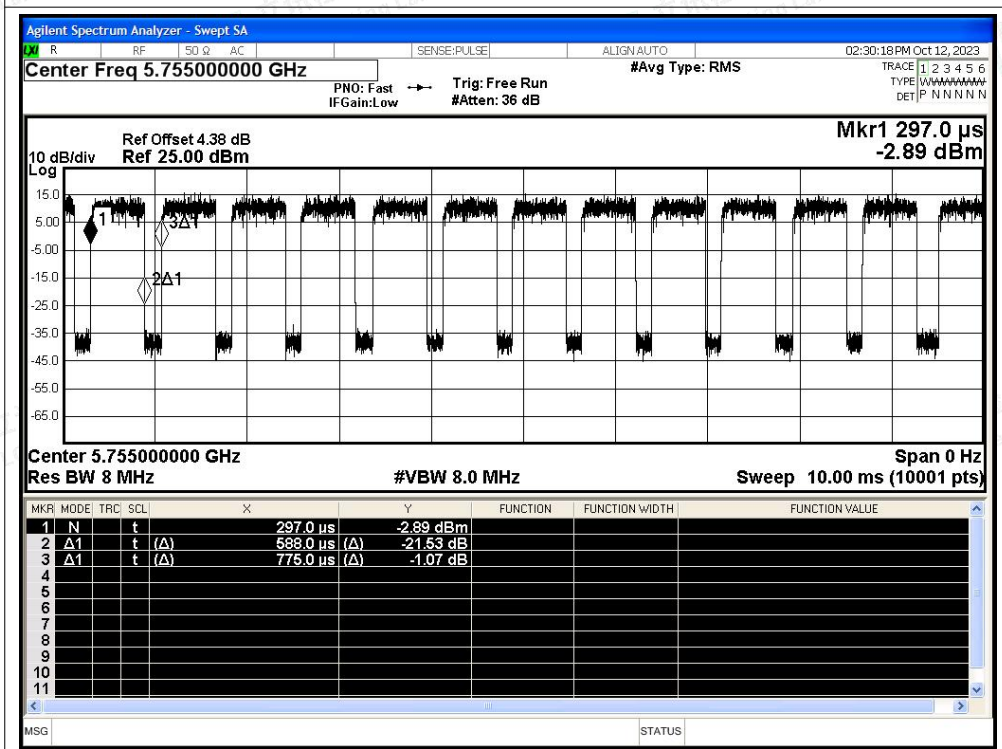 Agilent Spectrum Analyzer - Swept SA
LXI R RF 50 Ω AC SENSE:PULSE ALIGN AUTO 02:30:18 PM Oct 12, 2023
Center Freq 5.755000000 GHz
PNO: Fast
IFGain:Low
Trig: Free Run
#Atten: 36 dB
#Avg Type: RMS
TRACE 1 2 3 4 5 6
TYPE WWWWWW
DET P N N N N N
Mkr1 297.0 µs
-2.89 dBm
Ref Offset 4.38 dB
10 dB/div Ref 25.00 dBm
Log
15.0
5.00
-5.00
-15.0
-25.0
-35.0
-45.0
-55.0
-65.0
1
3Δ1
2Δ1
Center 5.755000000 GHz Span 0 Hz
Res BW 8 MHz #VBW 8.0 MHz Sweep 10.00 ms (10001 pts)
MKR MODE TRC SCL X Y FUNCTION FUNCTION WIDTH FUNCTION VALUE
1 N t 297.0 µs -2.89 dBm
2 Δ1 t (Δ) 588.0 µs (Δ) -21.53 dB
3 Δ1 t (Δ) 775.0 µs (Δ) -1.07 dB
4
5
6
7
8
9
10
11
MSG STATUS